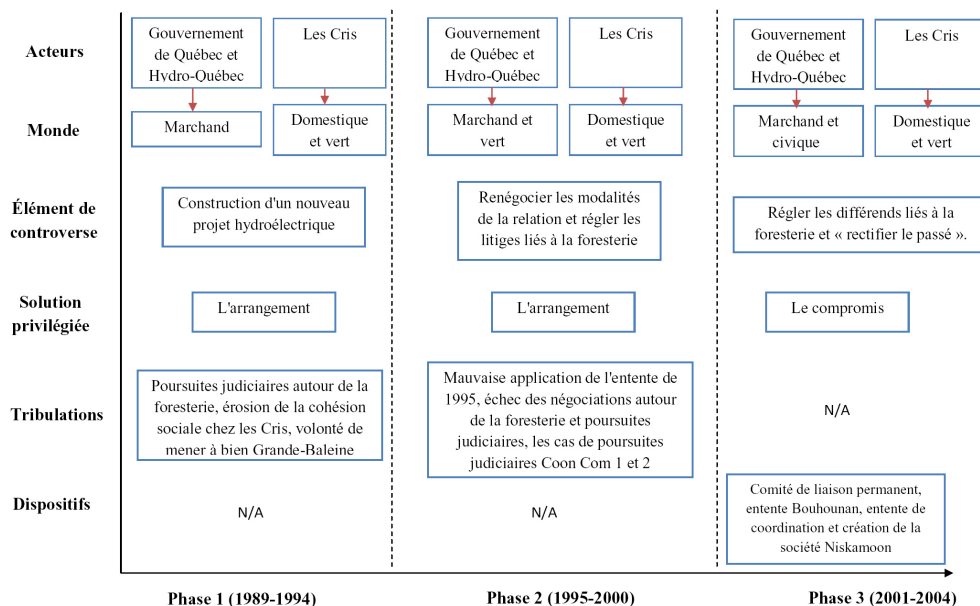 Acteurs
Gouvernement
de Québec et
Hydro-Québec
Les Cris
Gouvernement
de Québec et
Hydro-Québec
Les Cris
Gouvernement
de Québec et
Hydro-Québec
Les Cris
Monde
Marchand
Domestique
et vert
Marchand et
vert
Domestique
et vert
Marchand et
civique
Domestique
et vert
Élément de
controverse
Construction d'un nouveau
projet hydroélectrique
Renégocier les modalités
de la relation et régler les
litiges liés à la foresterie
Régler les différends liés à la
foresterie et « rectifier le passé ».
Solution
privilégiée
L'arrangement
L'arrangement
Le compromis
Tribulations
Poursuites judiciaires autour de la
foresterie, érosion de la cohésion
sociale chez les Cris, volonté de
mener à bien Grande-Baleine
Mauvaise application de l'entente de
1995, échec des négociations autour
de la foresterie et poursuites
judiciaires, les cas de poursuites
judiciaires Coon Com 1 et 2
N/A
Dispositifs
N/A
N/A
Comité de liaison permanent,
entente Bouhounan, entente de
coordination et création de la
société Niskamoon
Phase 1 (1989-1994)
Phase 2 (1995-2000)
Phase 3 (2001-2004)